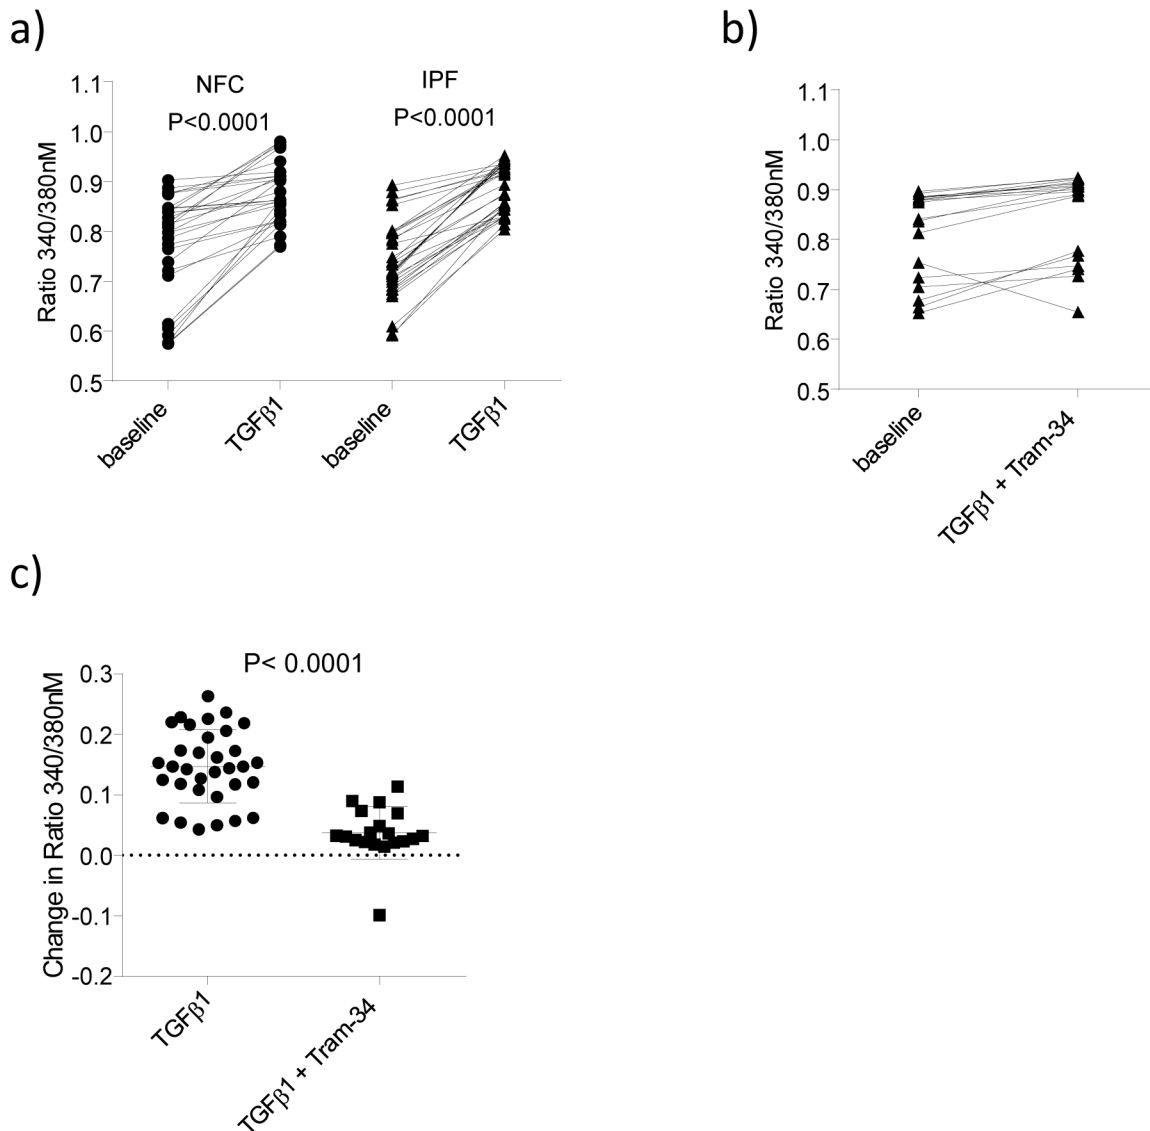 a)
NFC
P<0.0001
IPF
P<0.0001
Ratio 340/380nM
1.1
1.0
0.9
0.8
0.7
0.6
0.5
baseline
TGFβ1
baseline
TGFβ1
b)
Ratio 340/380nM
1.1
1.0
0.9
0.8
0.7
0.6
0.5
baseline
TGFβ1 + Tram-34
c)
P< 0.0001
Change in Ratio 340/380nM
0.3
0.2
0.1
0.0
-0.1
-0.2
TGFβ1
TGFβ1 + Tram-34